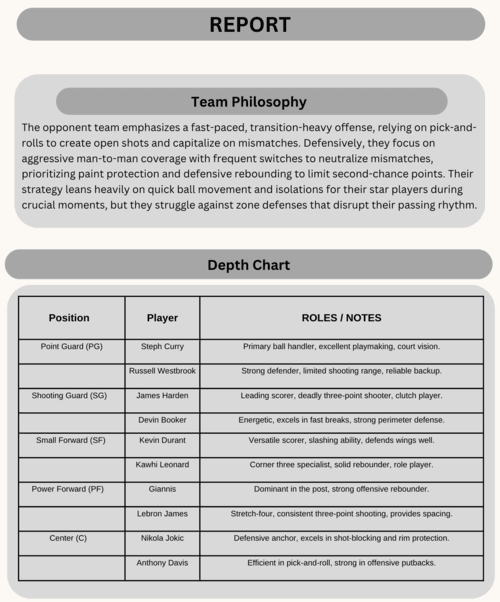 REPORT
Team Philosophy
The opponent team emphasizes a fast-paced, transition-heavy offense, relying on pick-and-
rolls to create open shots and capitalize on mismatches. Defensively, they focus on
aggressive man-to-man coverage with frequent switches to neutralize mismatches,
prioritizing paint protection and defensive rebounding to limit second-chance points. Their
strategy leans heavily on quick ball movement and isolations for their star players during
crucial moments, but they struggle against zone defenses that disrupt their passing rhythm.
Depth Chart
Position Player ROLES / NOTES
Point Guard (PG) Steph Curry Primary ball handler, excellent playmaking, court vision.
Russell Westbrook Strong defender, limited shooting range, reliable backup.
Shooting Guard (SG) James Harden Leading scorer, deadly three-point shooter, clutch player.
Devin Booker Energetic, excels in fast breaks, strong perimeter defense.
Small Forward (SF) Kevin Durant Versatile scorer, slashing ability, defends wings well.
Kawhi Leonard Corner three specialist, solid rebounder, role player.
Power Forward (PF) Giannis Dominant in the post, strong offensive rebounder.
Lebron James Stretch-four, consistent three-point shooting, provides spacing.
Center (C) Nikola Jokic Defensive anchor, excels in shot-blocking and rim protection.
Anthony Davis Efficient in pick-and-roll, strong in offensive putbacks.